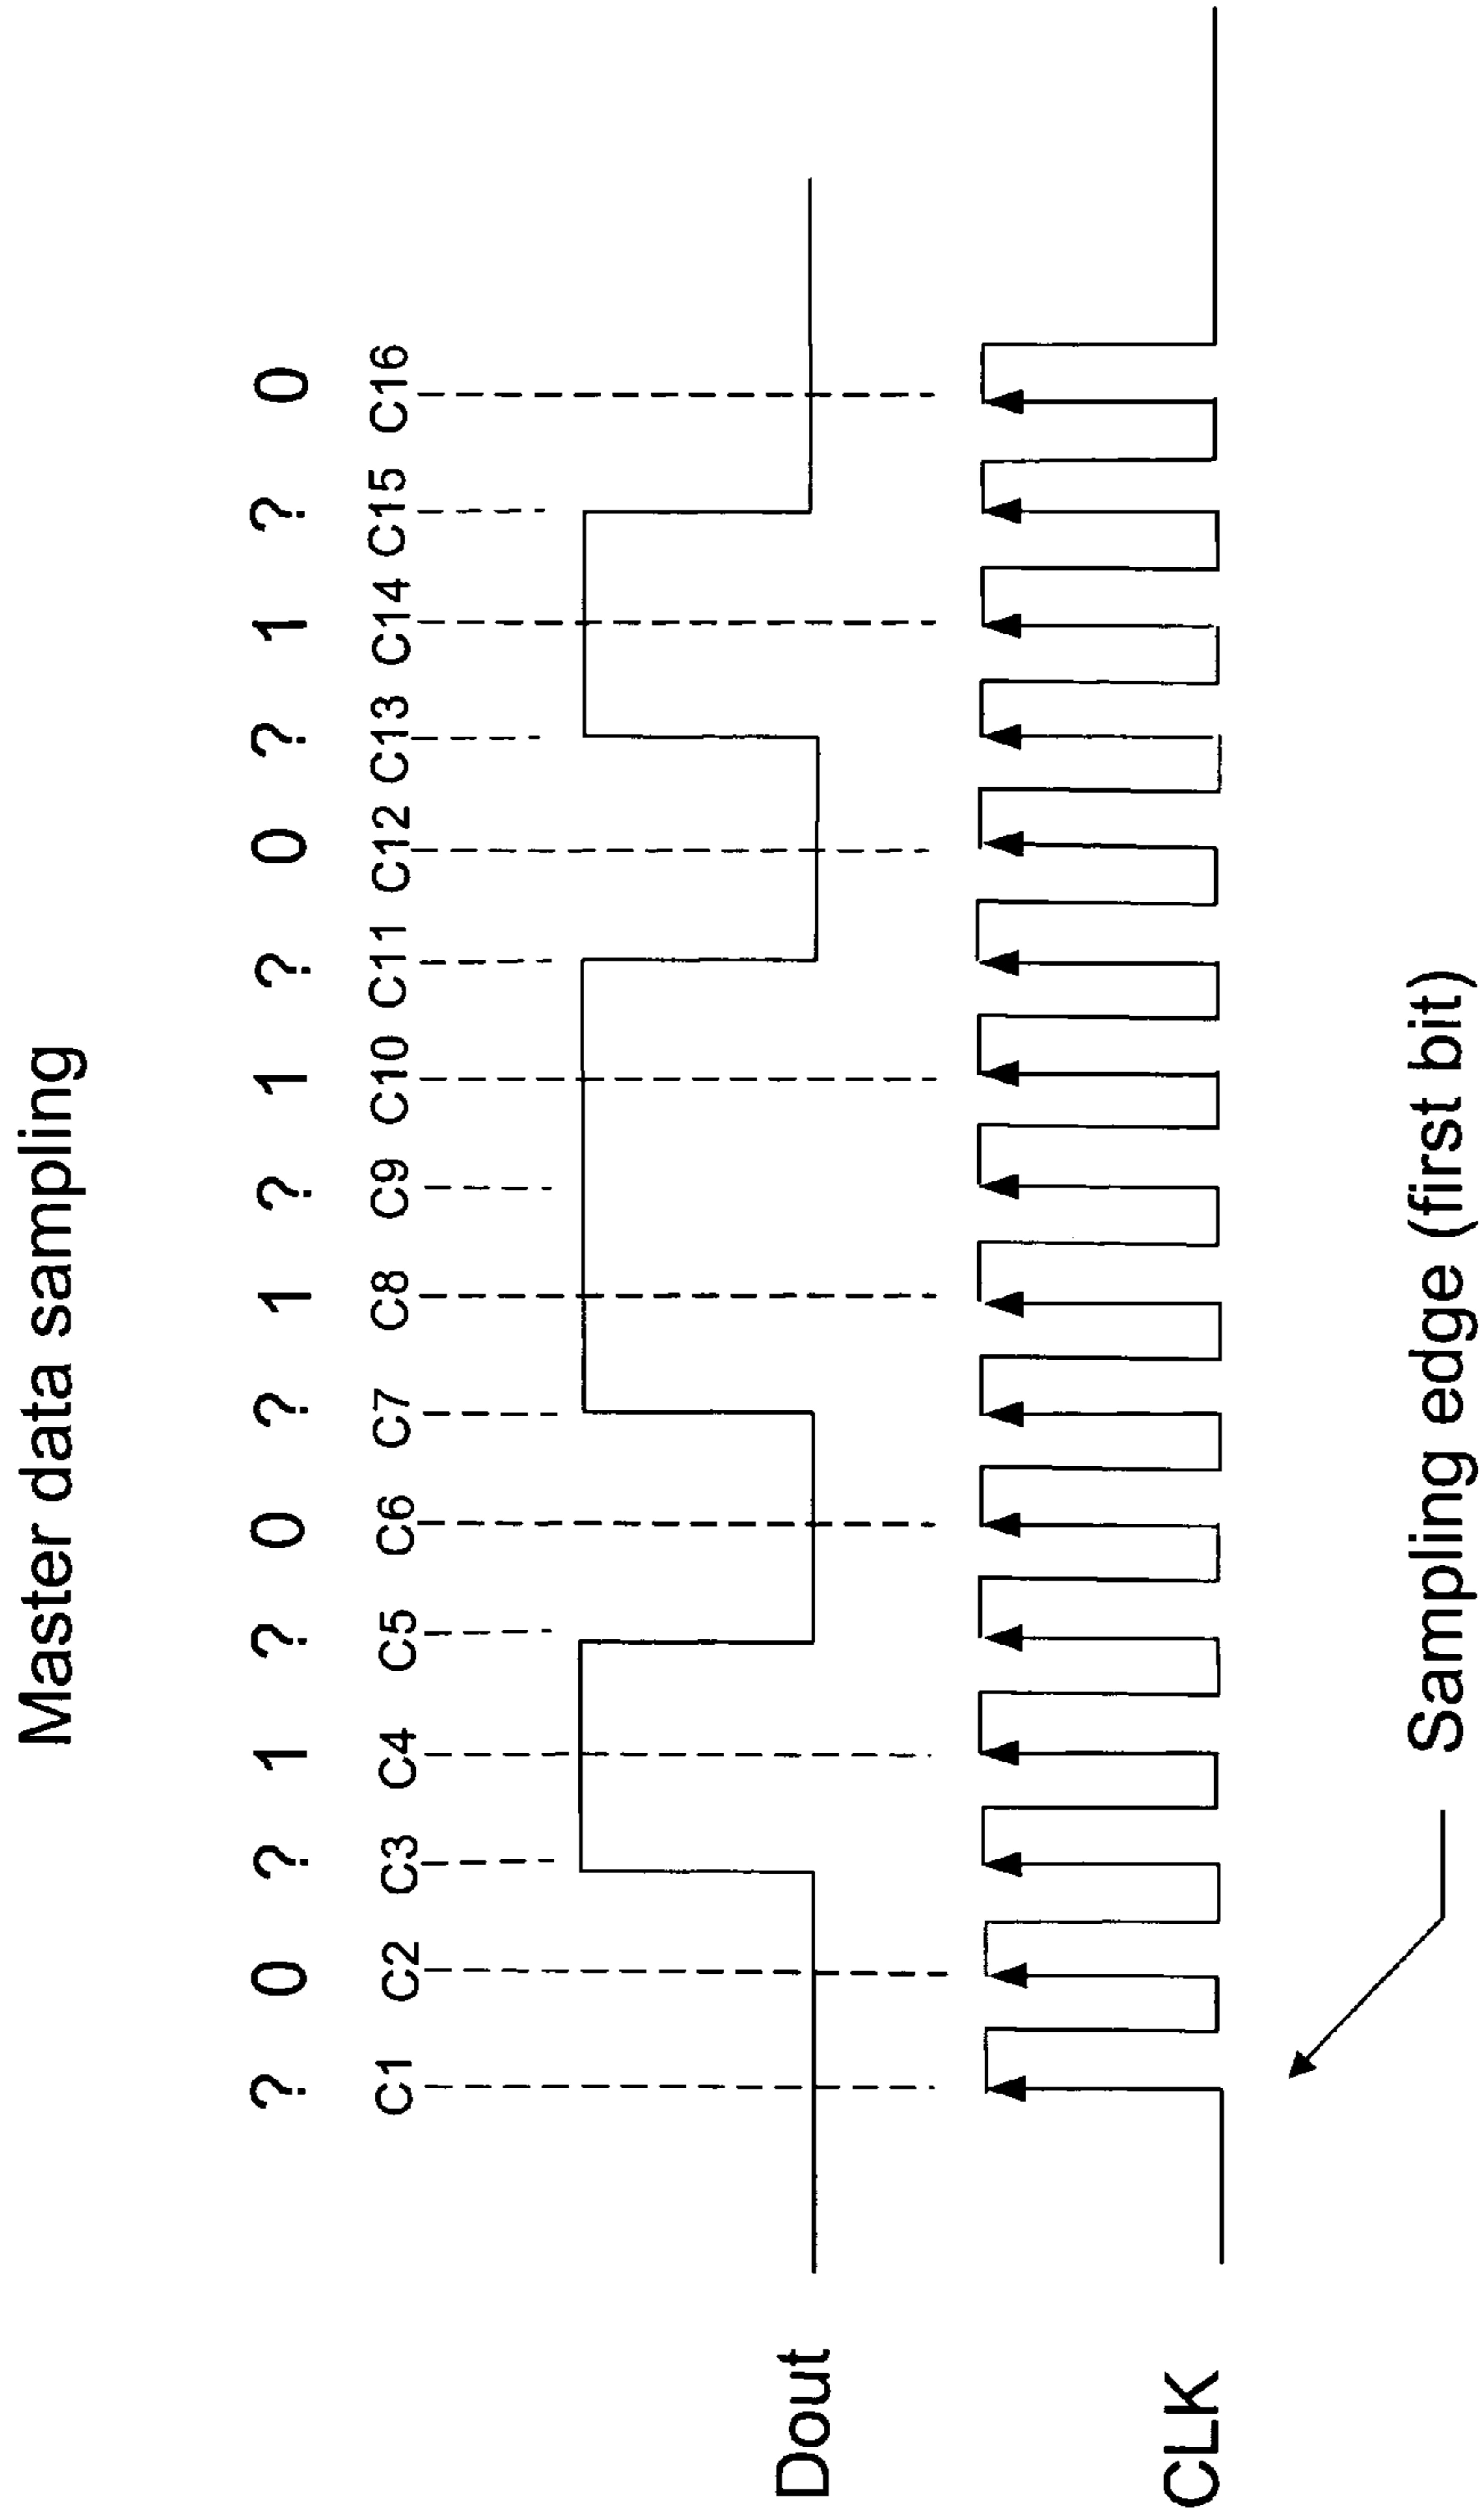 Master data sampling
? 0 ? 1 ? 0 ? 1 ? 1 ? 0 ? 1 ? 0
C1 C2 C3 C4 C5 C6 C7 C8 C9 C10 C11 C12 C13 C14 C15 C16
Dout
CLK
Sampling edge (first bit)